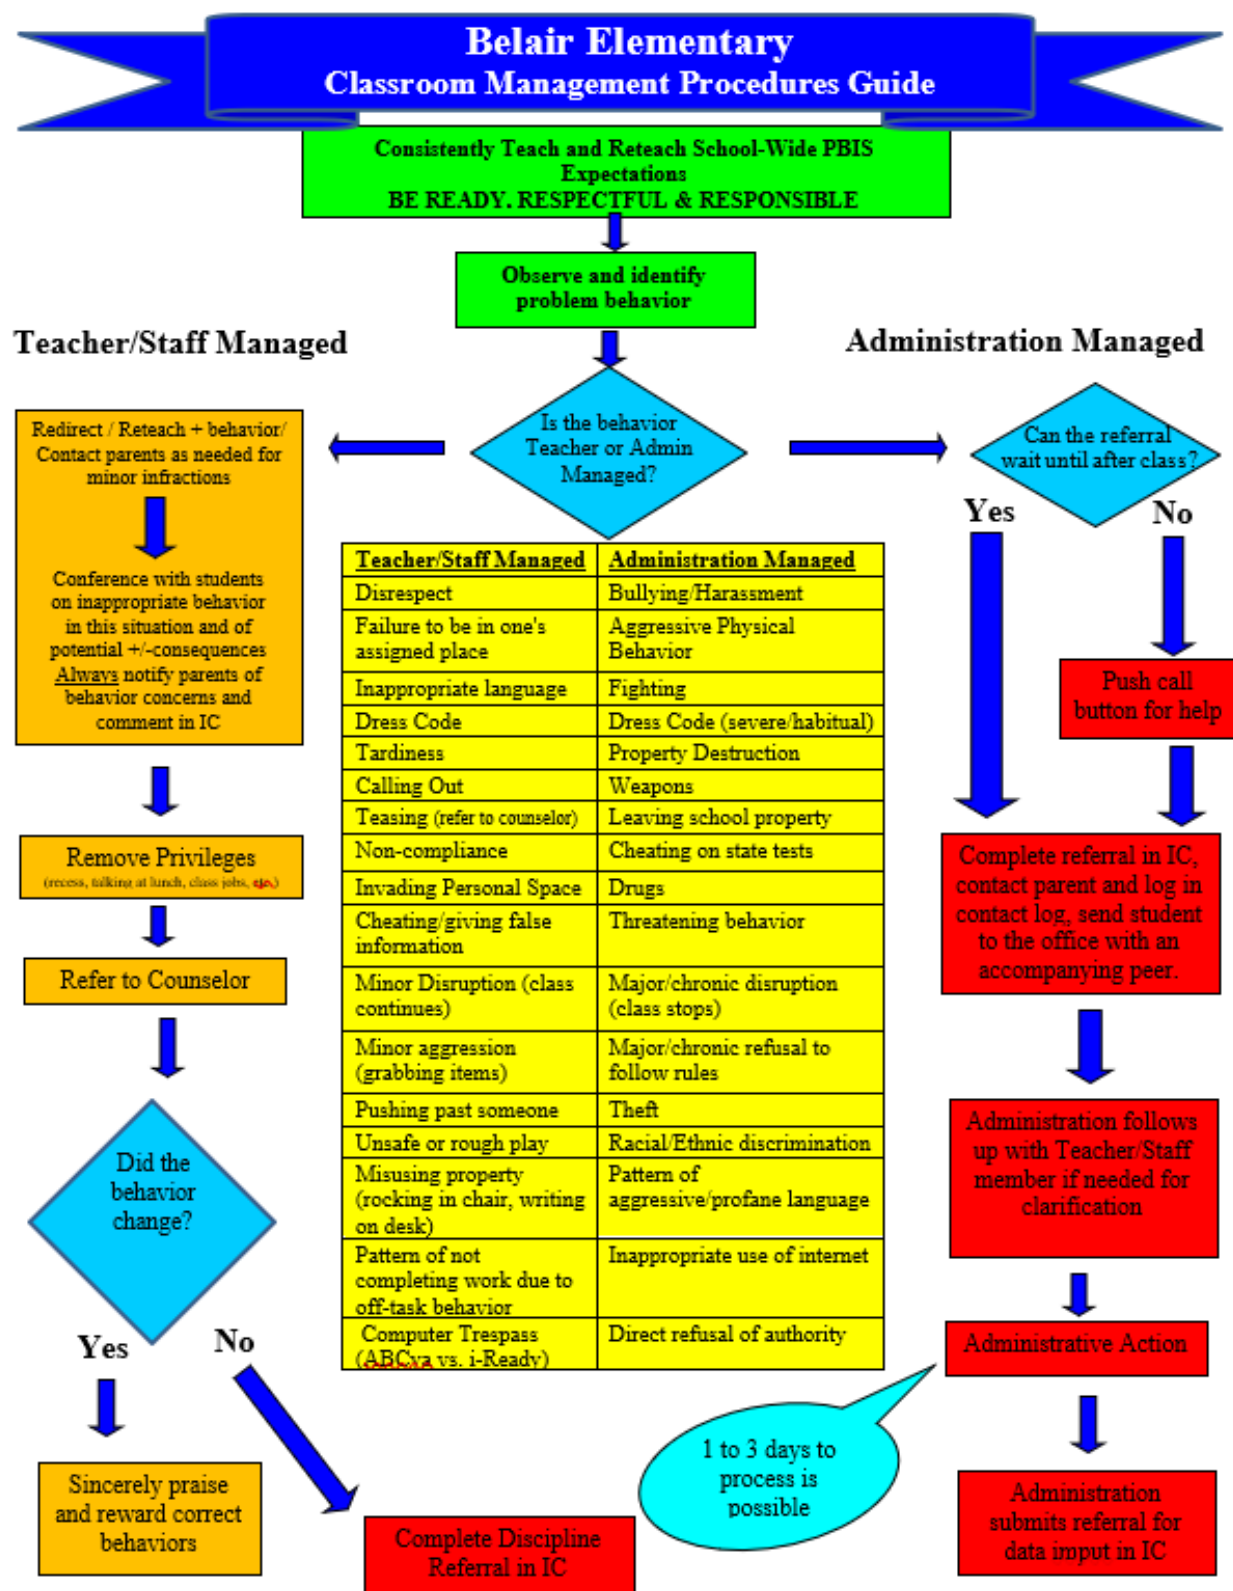 Belair Elementary
Classroom Management Procedures Guide
Consistently Teach and Reteach School-Wide PBIS
Expectations
BE READY. RESPECTFUL & RESPONSIBLE
Observe and identify
problem behavior
Teacher/Staff Managed
Administration Managed
Is the behavior
Teacher or Admin
Managed?
Redirect / Reteach + behavior/
Contact parents as needed for
minor infractions
Conference with students
on inappropriate behavior
in this situation and of
potential +/-consequences
Always notify parents of
behavior concerns and
comment in IC
Remove Privileges
(recess, talking at lunch, class jobs, etc.)
Refer to Counselor
Did the
behavior
change?
Yes
No
Sincerely praise
and reward correct
behaviors
Complete Discipline
Referral in IC
Teacher/Staff Managed
Administration Managed
Disrespect
Bullying/Harassment
Failure to be in one's
assigned place
Aggressive Physical
Behavior
Inappropriate language
Fighting
Dress Code
Dress Code (severe/habitual)
Tardiness
Property Destruction
Calling Out
Weapons
Teasing (refer to counselor)
Leaving school property
Non-compliance
Cheating on state tests
Invading Personal Space
Drugs
Cheating/giving false
information
Threatening behavior
Minor Disruption (class
continues)
Major/chronic disruption
(class stops)
Minor aggression
(grabbing items)
Major/chronic refusal to
follow rules
Pushing past someone
Theft
Unsafe or rough play
Racial/Ethnic discrimination
Misusing property
(rocking in chair, writing
on desk)
Pattern of
aggressive/profane language
Pattern of not
completing work due to
off-task behavior
Inappropriate use of internet
Computer Trespass
(ABCya vs. i-Ready)
Direct refusal of authority
Can the referral
wait until after class?
Yes
No
Push call
button for help
Complete referral in IC,
contact parent and log in
contact log, send student
to the office with an
accompanying peer.
Administration follows
up with Teacher/Staff
member if needed for
clarification
Administrative Action
1 to 3 days to
process is
possible
Administration
submits referral for
data imput in IC